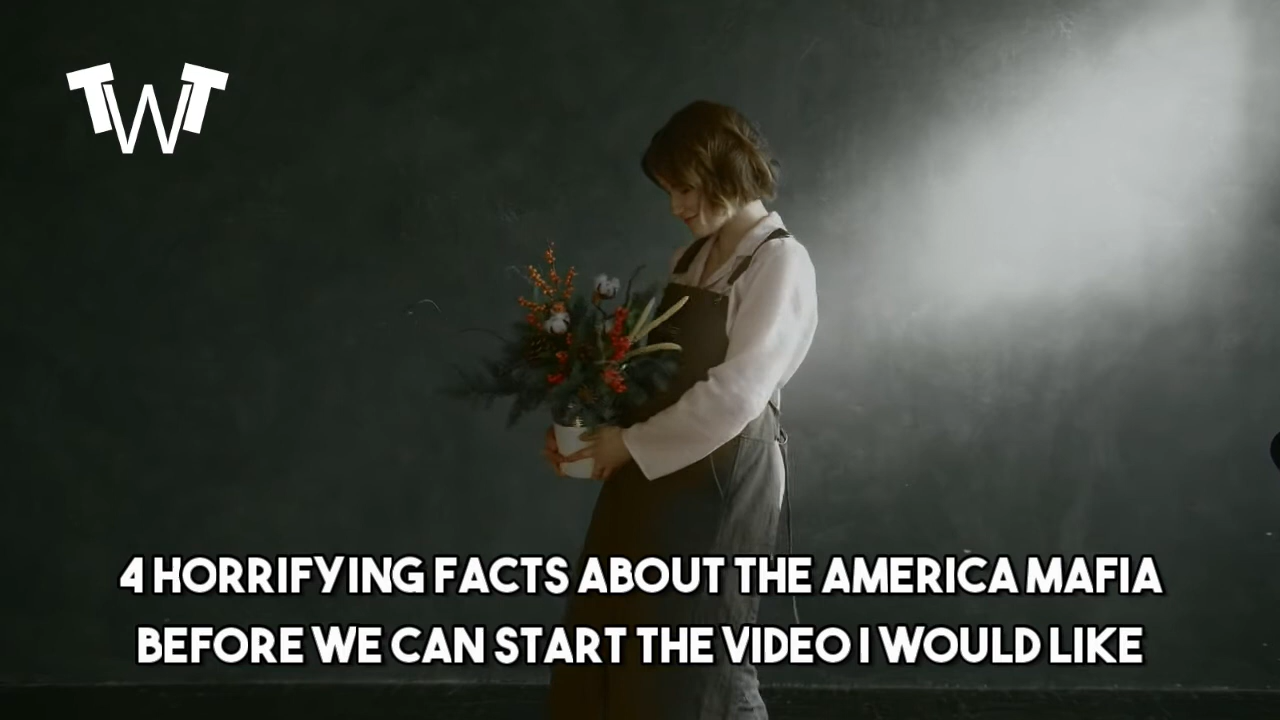 TWT
4 HORRIFYING FACTS ABOUT THE AMERICA MAFIA
BEFORE WE CAN START THE VIDEO I WOULD LIKE